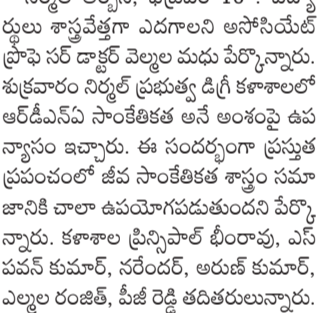 ర్థులు శాస్త్రవేత్తగా ఎదగాలని అసోసియేట్
ప్రొఫె సర్ డాక్టర్ వెల్మల మధు పేర్కొన్నారు.
శుక్రవారం నిర్మల్ ప్రభుత్వ డిగ్రీ కళాశాలలో
ఆర్‌డీఎన్ఏ సాంకేతికత అనే అంశంపై ఉప
న్యాసం ఇచ్చారు. ఈ సందర్భంగా ప్రస్తుత
ప్రపంచంలో జీవ సాంకేతికత శాస్త్రం సమా
జానికి చాలా ఉపయోగపడుతుందని పేర్కొ
న్నారు. కళాశాల ప్రిన్సిపాల్ భీంరావు, ఎస్
పవన్ కుమార్, నరేందర్, అరుణ్ కుమార్,
ఎల్మల రంజిత్, పీజీ రెడ్డి తదితరులున్నారు.